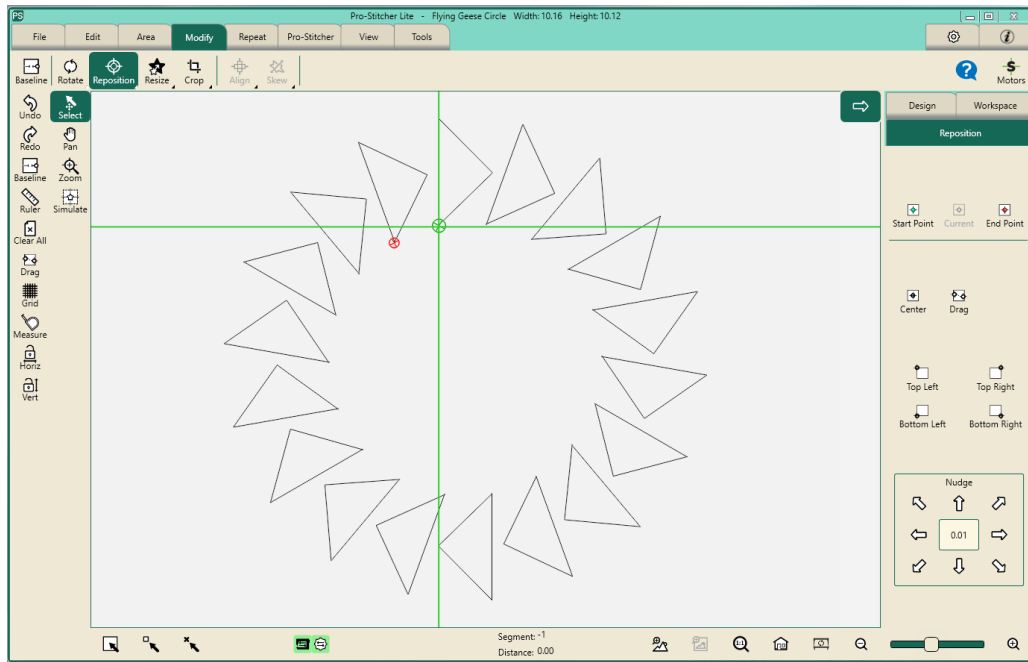 PS
Pro-Stitcher Lite - Flying Geese Circle Width: 10.16 Height: 10.12
File Edit Area Modify Repeat Pro-Stitcher View Tools
Baseline Rotate Reposition Resize Crop Align Skew ? S Motors
Undo Select
Redo Pan
Baseline Zoom
Ruler Simulate
Clear All
Drag
Grid
Measure
Horiz
Vert
Design Workspace
Reposition
Start Point Current End Point
Center Drag
Top Left Top Right
Bottom Left Bottom Right
Nudge
0.01
Segment: -1
Distance: 0.00
1:1